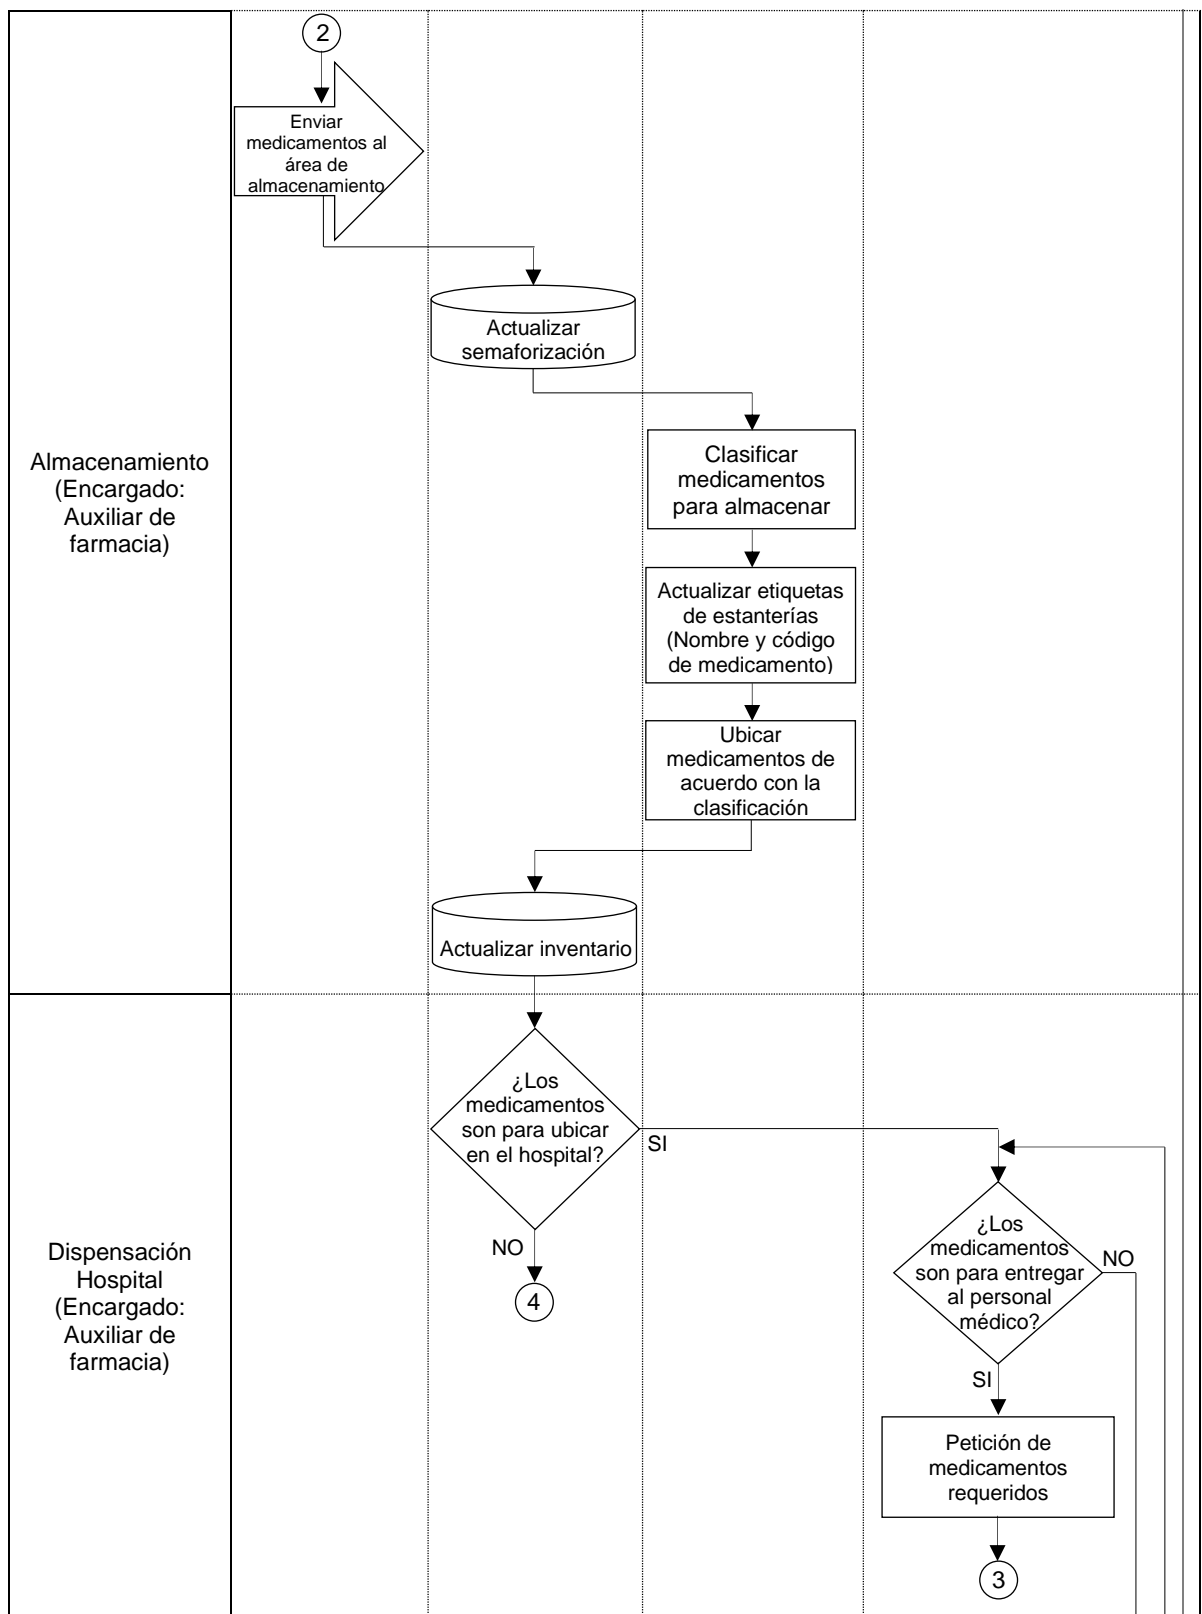 2
Enviar
medicamentos al
área de
almacenamiento
Actualizar
semaforización
Almacenamiento
(Encargado:
Auxiliar de
farmacia)
Clasificar
medicamentos
para almacenar
Actualizar etiquetas
de estanterías
(Nombre y código
de medicamento)
Ubicar
medicamentos de
acuerdo con la
clasificación
Actualizar inventario
Dispensación
Hospital
(Encargado:
Auxiliar de
farmacia)
¿Los
medicamentos
son para ubicar
en el hospital?
SI
NO
4
¿Los
medicamentos
son para entregar
al personal
médico?
NO
SI
Petición de
medicamentos
requeridos
3